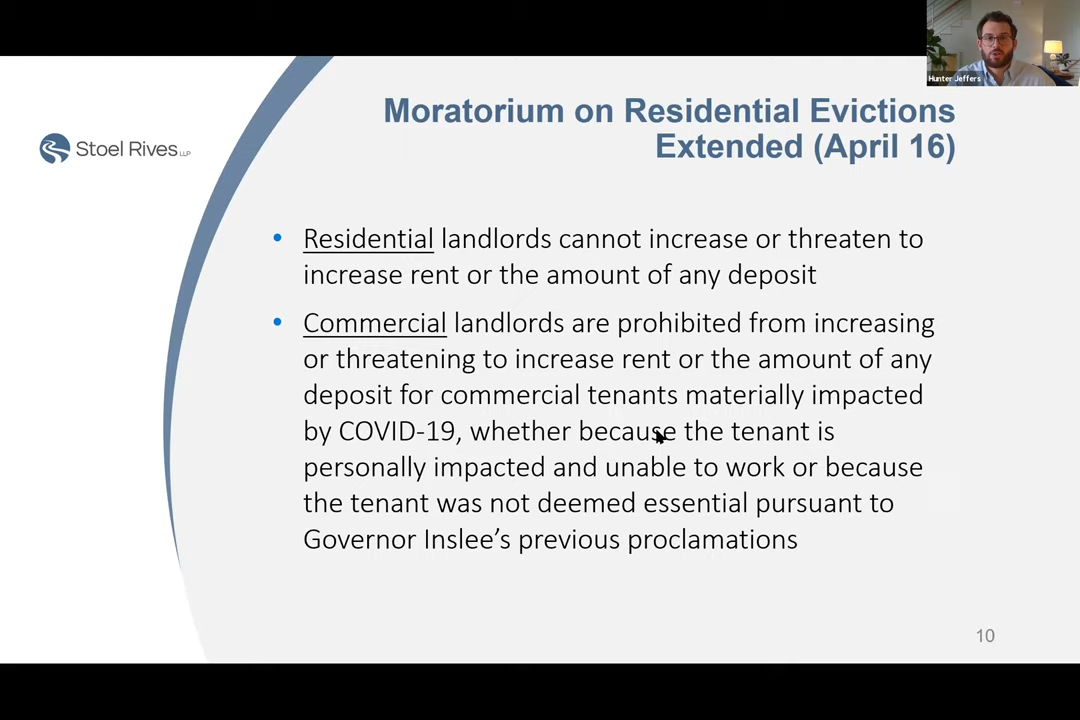 Hunter Jeffers
Moratorium on Residential Evictions
Extended (April 16)
Stoel Rives LLP
• Residential landlords cannot increase or threaten to
increase rent or the amount of any deposit
• Commercial landlords are prohibited from increasing
or threatening to increase rent or the amount of any
deposit for commercial tenants materially impacted
by COVID-19, whether because the tenant is
personally impacted and unable to work or because
the tenant was not deemed essential pursuant to
Governor Inslee’s previous proclamations
10